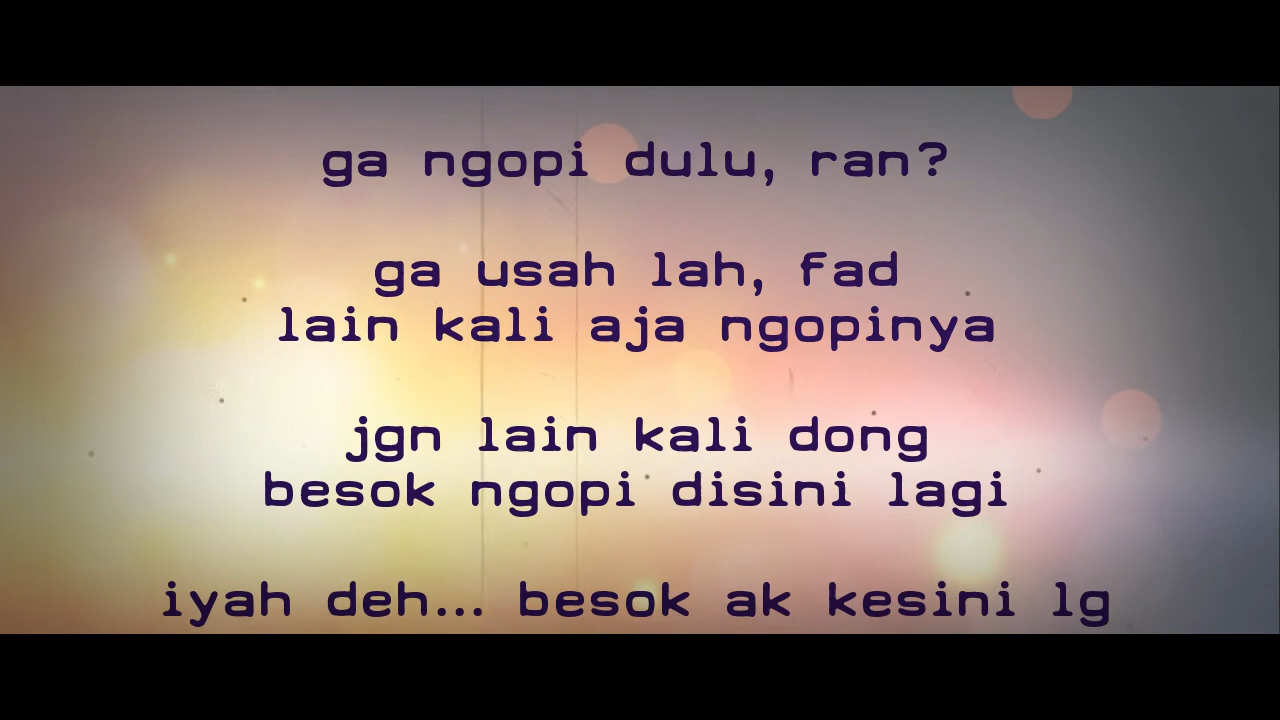 ga ngopi dulu, ran?
ga usah lah, fad
lain kali aja ngopinya
jgn lain kali dong
besok ngopi disini lagi
iyah deh... besok ak kesini lg